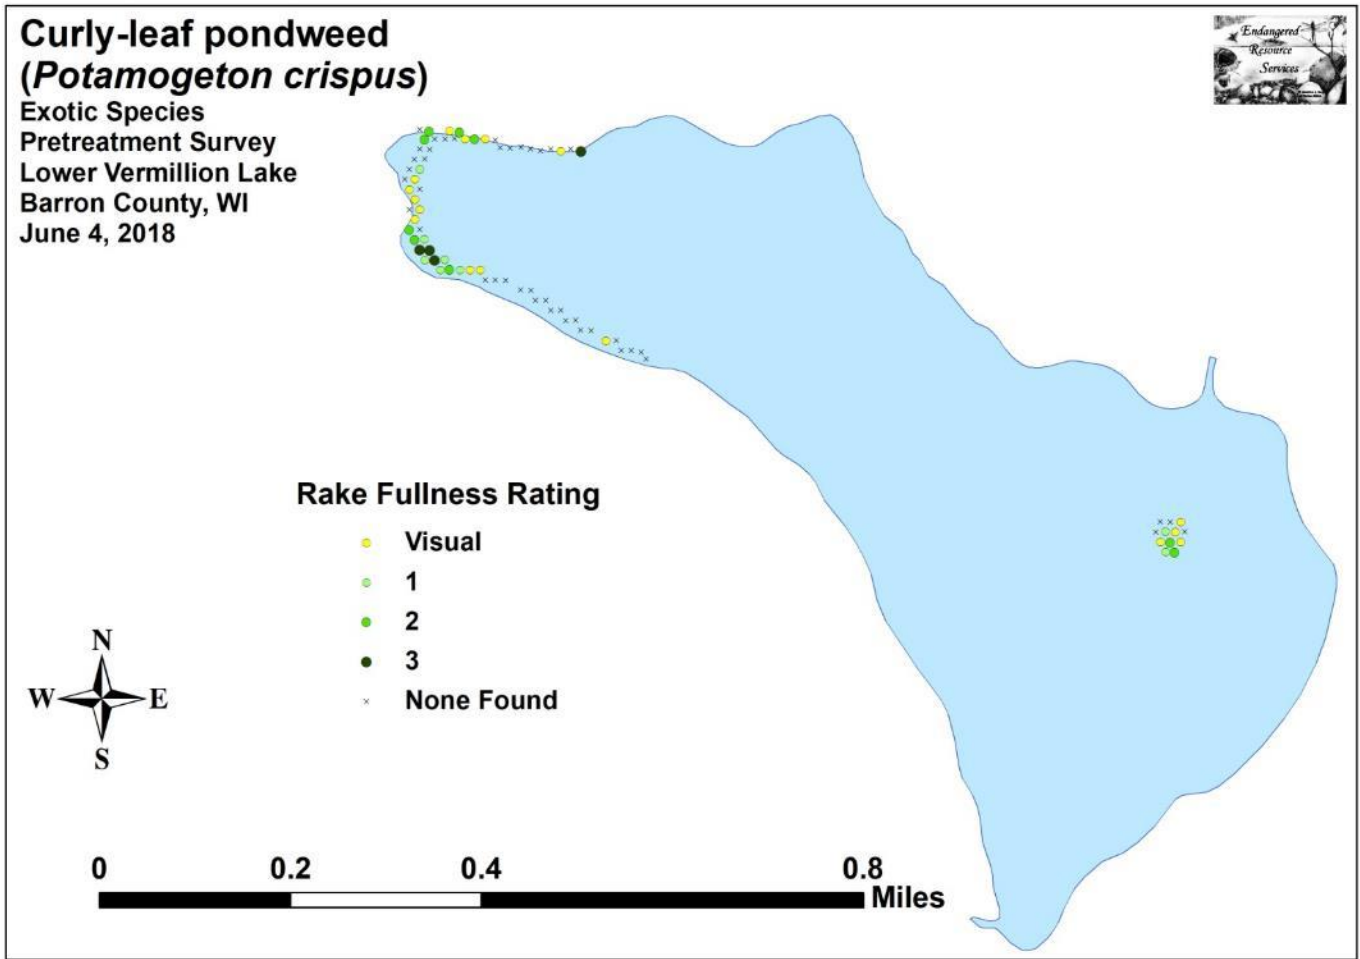 Curly-leaf pondweed
(Potamogeton crispus)
Exotic Species
Pretreatment Survey
Lower Vermillion Lake
Barron County, WI
June 4, 2018
Endangered
Resource
Services
Rake Fullness Rating
Visual
1
2
3
None Found
N
W E
S
0 0.2 0.4 0.8
Miles